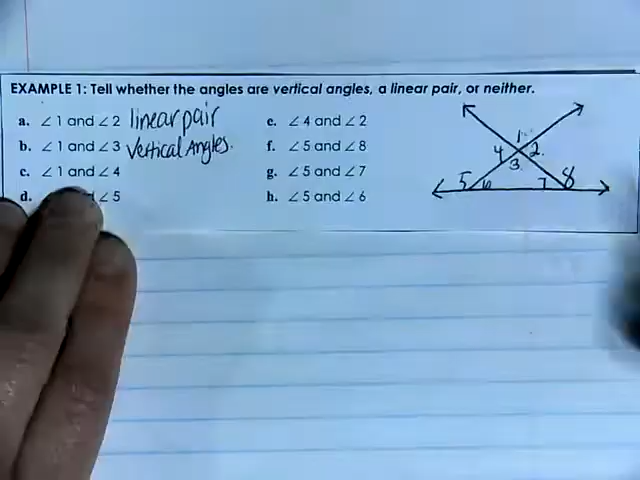 EXAMPLE 1: Tell whether the angles are vertical angles, a linear pair, or neither.
a. ∠1 and ∠2 linear pair
b. ∠1 and ∠3 Vertical Angles.
c. ∠1 and ∠4
d. ∠5
e. ∠4 and ∠2
f. ∠5 and ∠8
g. ∠5 and ∠7
h. ∠5 and ∠6
1
4 2
3
5 6 7 8